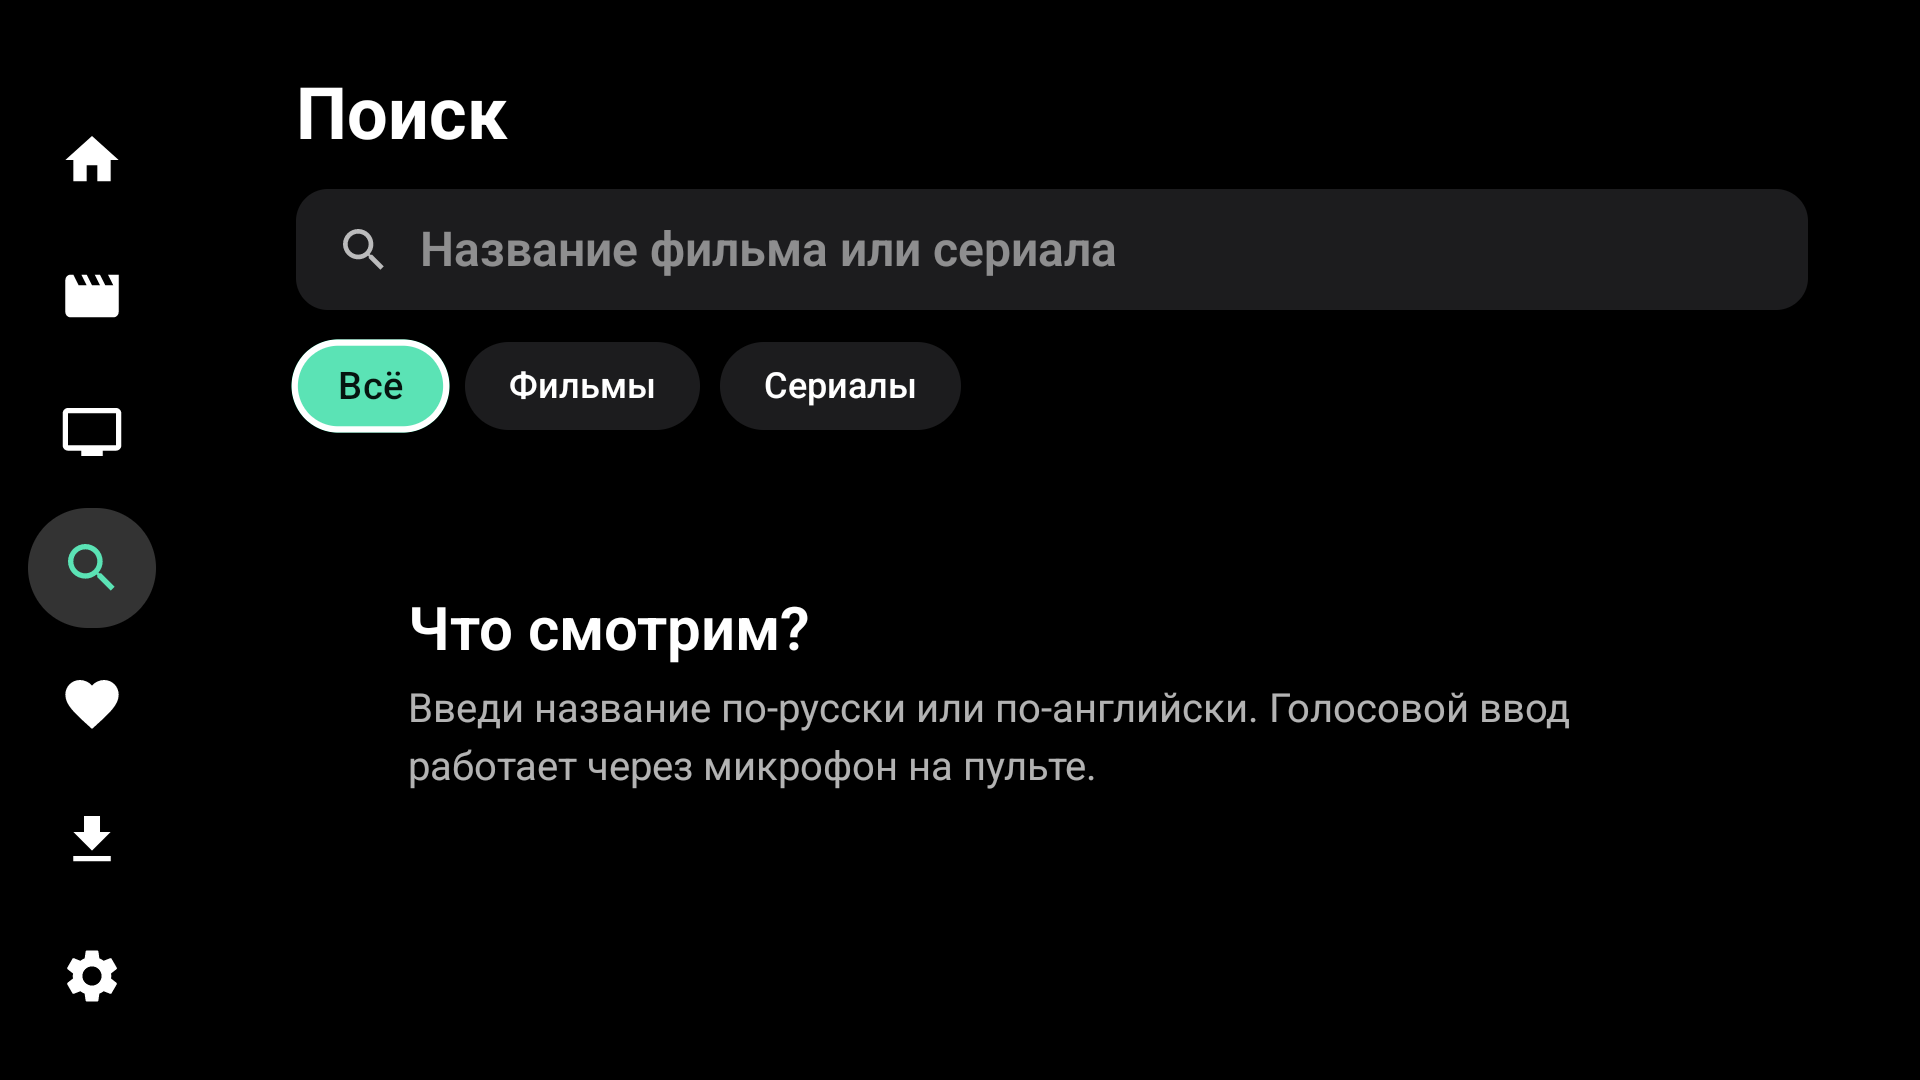 Поиск
Название фильма или сериала
Всё
Фильмы
Сериалы
Что смотрим?
Введи название по-русски или по-английски. Голосовой ввод
работает через микрофон на пульте.